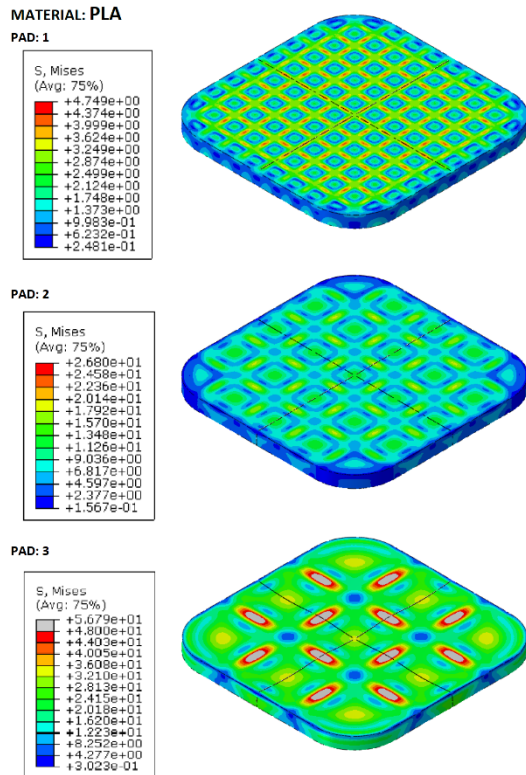 MATERIAL: PLA
PAD: 1
S, Mises
(Avg: 75%)
+4.749e+00
+4.374e+00
+3.999e+00
+3.624e+00
+3.249e+00
+2.874e+00
+2.499e+00
+2.124e+00
+1.748e+00
+1.373e+00
+9.983e-01
+6.232e-01
+2.481e-01
PAD: 2
S, Mises
(Avg: 75%)
+2.680e+01
+2.458e+01
+2.236e+01
+2.014e+01
+1.792e+01
+1.570e+01
+1.348e+01
+1.126e+01
+9.036e+00
+6.817e+00
+4.597e+00
+2.377e+00
+1.567e-01
PAD: 3
S, Mises
(Avg: 75%)
+5.679e+01
+4.800e+01
+4.403e+01
+4.005e+01
+3.608e+01
+3.210e+01
+2.813e+01
+2.415e+01
+2.018e+01
+1.620e+01
+1.223e+01
+8.252e+00
+4.277e+00
+3.023e-01